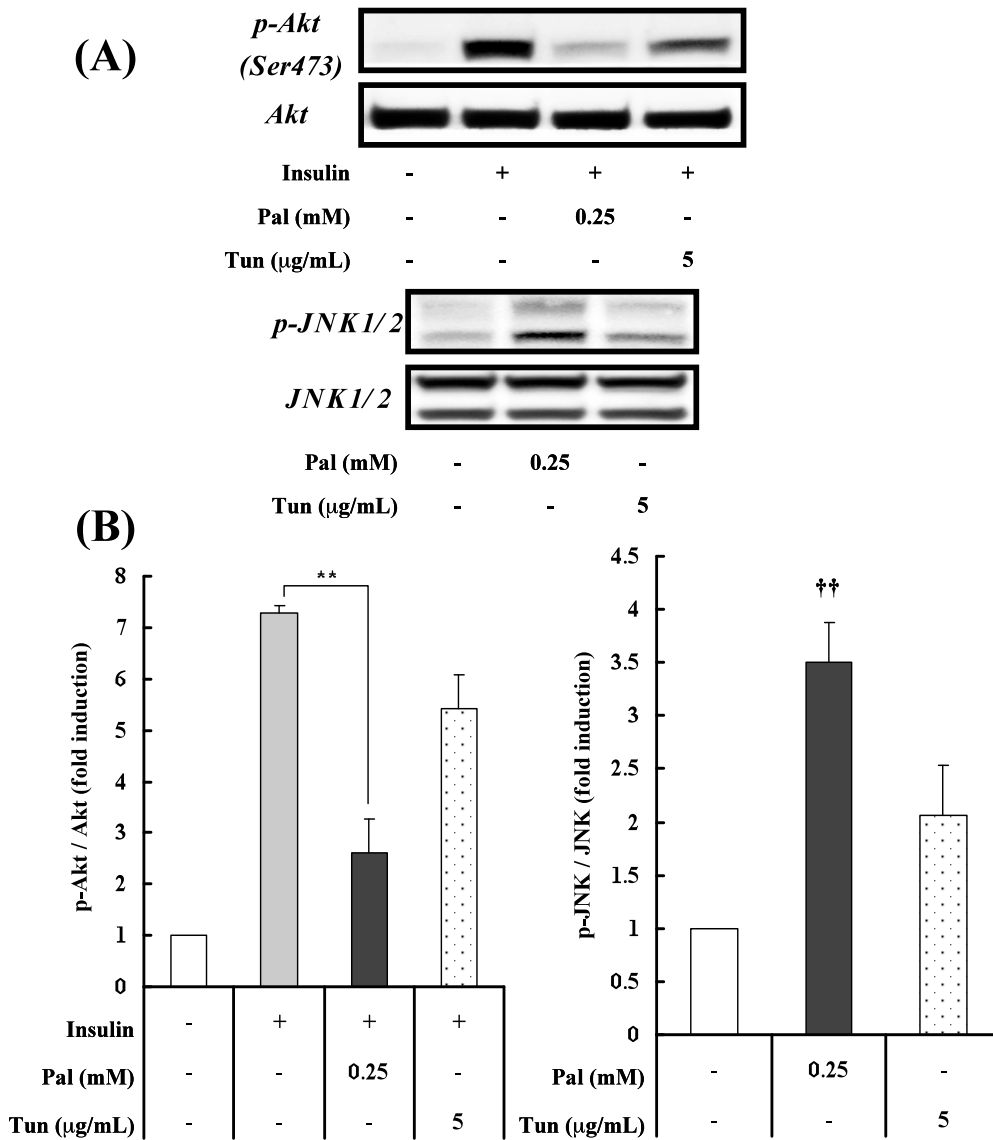 (A)
p-Akt
(Ser473)
Akt
Insulin - + + +
Pal (mM) - - 0.25 -
Tun (μg/mL) - - - 5
p-JNK1/2
JNK1/2
Pal (mM) - 0.25 -
Tun (μg/mL) - - 5
(B)
p-Akt / Akt (fold induction)
8
7
6
5
4
3
2
1
0
**
Insulin - + + +
Pal (mM) - - 0.25 -
Tun (μg/mL) - - - 5
p-JNK / JNK (fold induction)
4.5
4
3.5
3
2.5
2
1.5
1
0.5
0
††
Pal (mM) - 0.25 -
Tun (μg/mL) - - 5